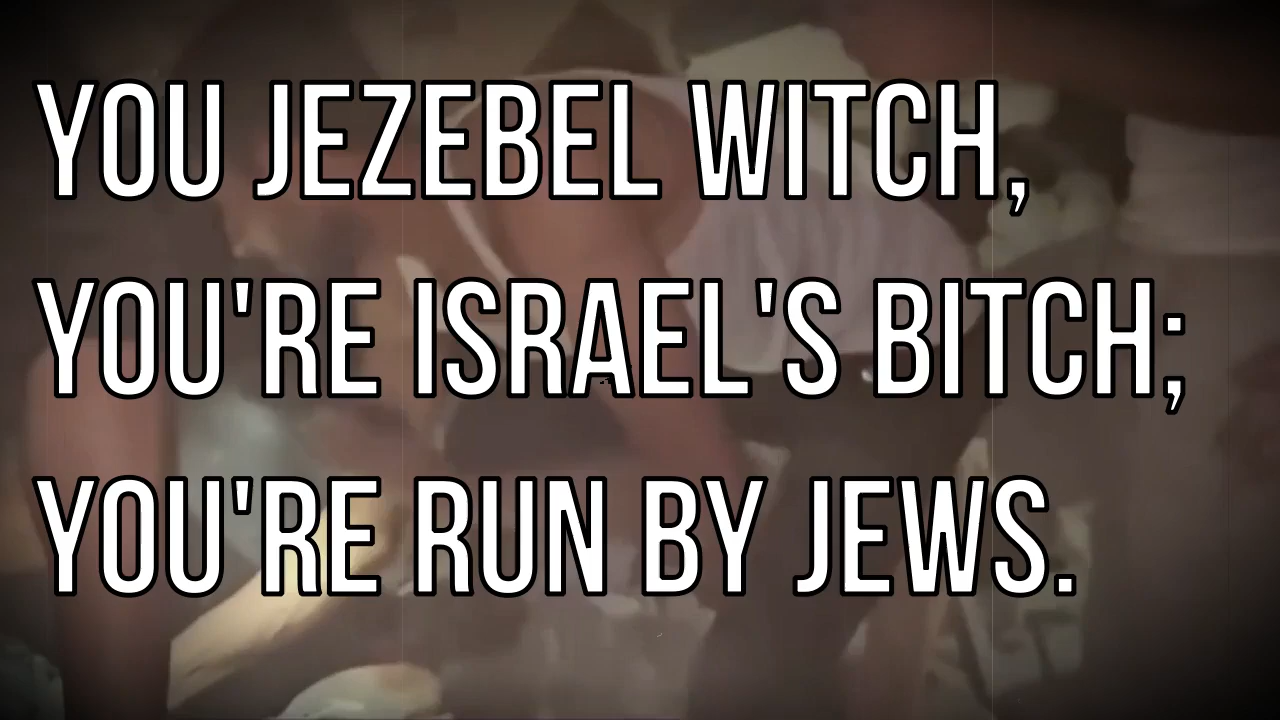 YOU JEZEBEL WITCH,
YOU'RE ISRAEL'S BITCH;
YOU'RE RUN BY JEWS.